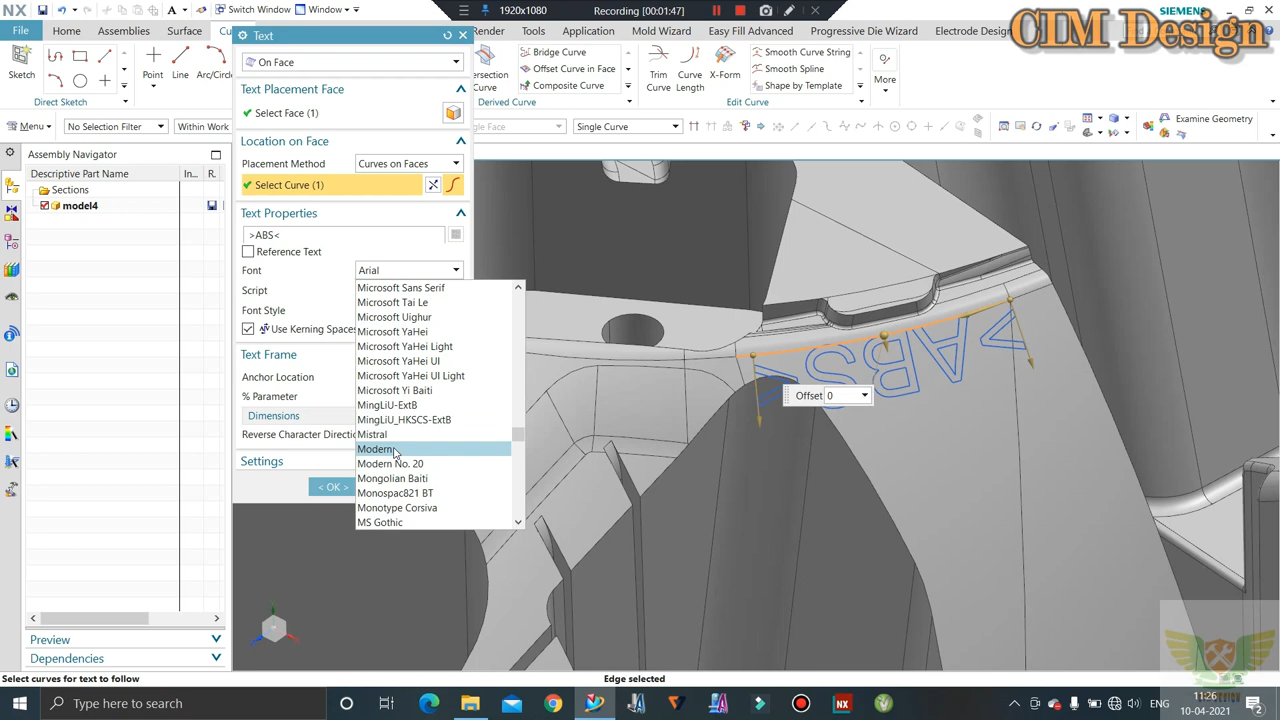 NX
Switch Window
Window
1920x1080
Recording [00:01:47]
SIEMENS
CIM Design
File
Home
Assemblies
Surface
Tools
Application
Mold Wizard
Easy Fill Advanced
Progressive Die Wizard
Electrode Design
Sketch
Direct Sketch
Point
Line
Arc/Circle
Curve
Bridge Curve
Offset Curve in Face
Composite Curve
Derived Curve
Trim
Curve
Curve
Length
X-Form
Smooth Curve String
Smooth Spline
Shape by Template
Edit Curve
More
Menu
No Selection Filter
Within Work
Single Curve
Examine Geometry
Assembly Navigator
Descriptive Part Name
In...
R.
Sections
model4
Preview
Dependencies
Text
On Face
Text Placement Face
Select Face (1)
Location on Face
Placement Method
Curves on Faces
Select Curve (1)
Text Properties
>ABS<
Reference Text
Font
Arial
Script
Font Style
Use Kerning Spaces
Text Frame
Anchor Location
% Parameter
Dimensions
Reverse Character Directi
Settings
< OK >
Microsoft Sans Serif
Microsoft Tai Le
Microsoft Uighur
Microsoft YaHei
Microsoft YaHei Light
Microsoft YaHei UI
Microsoft YaHei UI Light
Microsoft Yi Baiti
MingLiU-ExtB
MingLiU_HKSCS-ExtB
Mistral
Modern
Modern No. 20
Mongolian Baiti
Monospac821 BT
Monotype Corsiva
MS Gothic
>ABS<
Offset 0
Select curves for text to follow
Edge selected
Type here to search
NX
ENG
11:26
10-04-2021
2